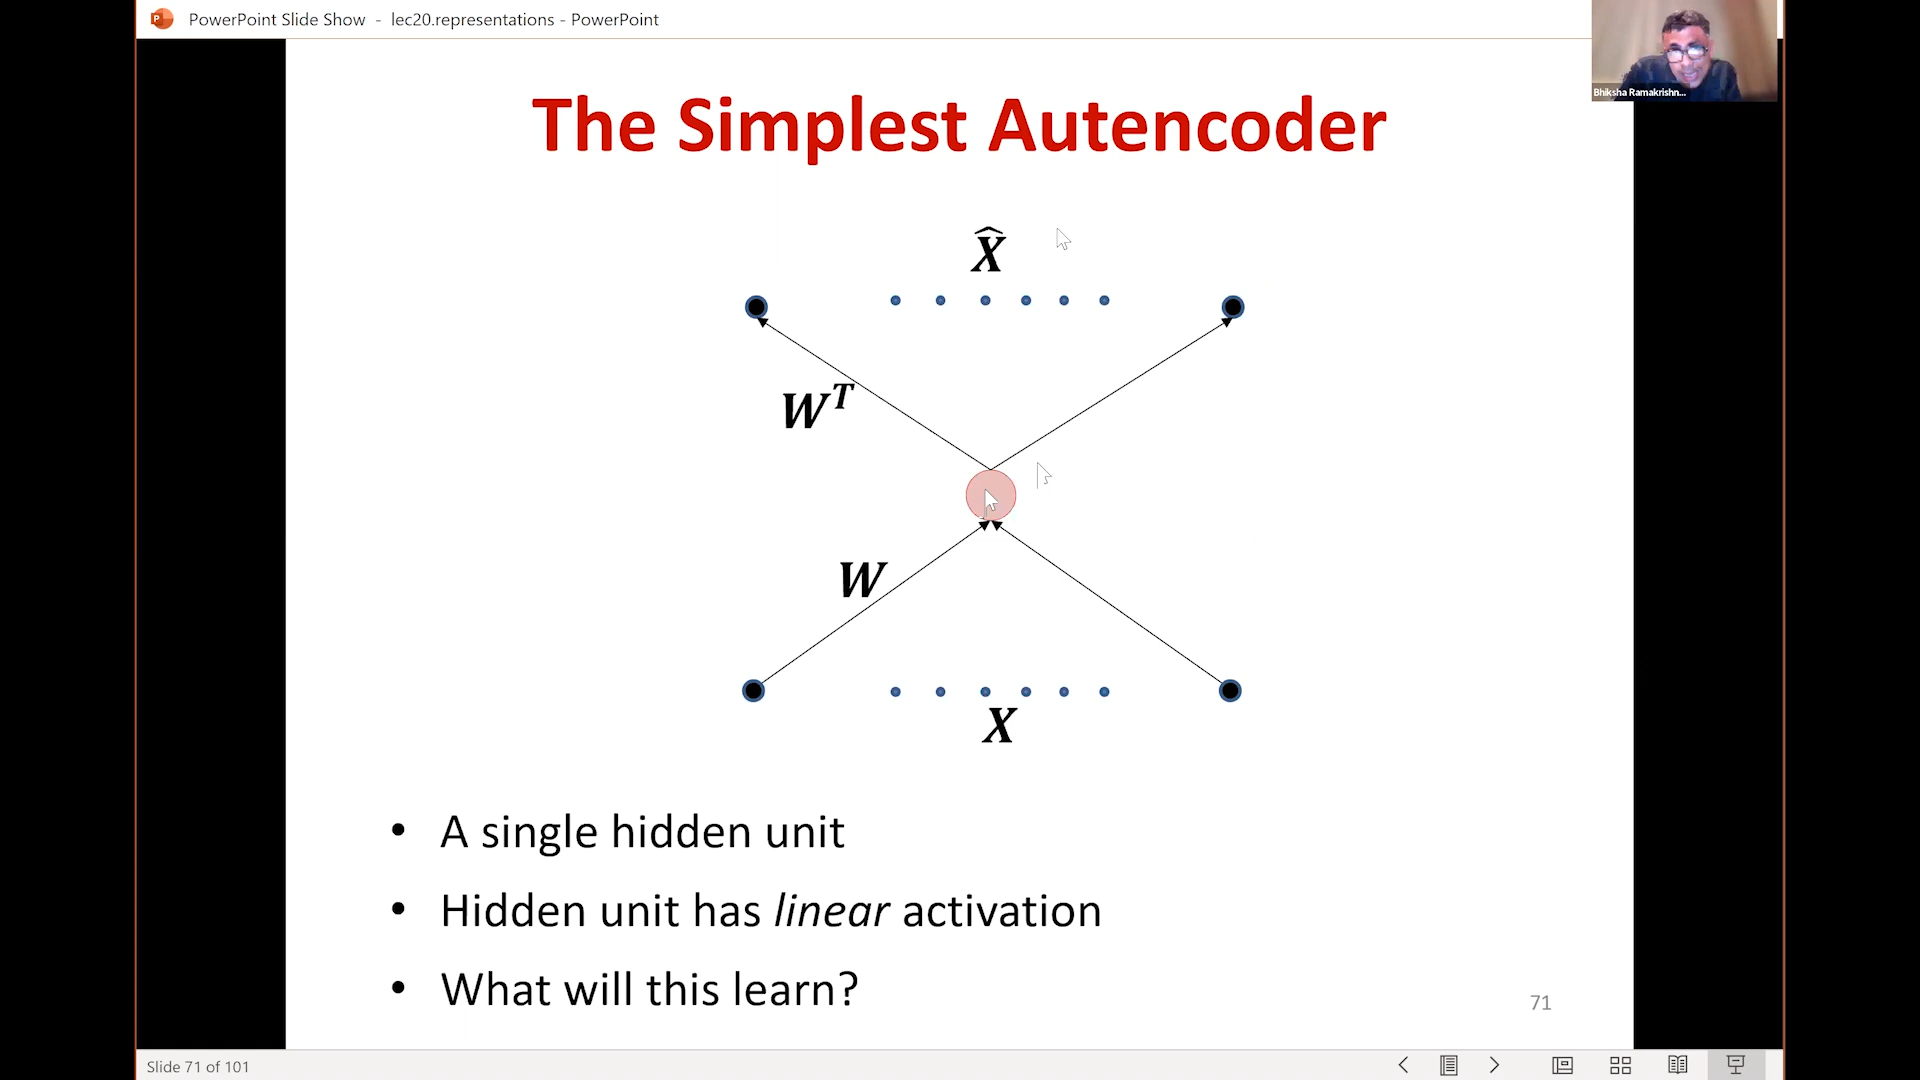 PowerPoint Slide Show - lec20.representations - PowerPoint
Bhiksha Ramakrishn...
The Simplest Autencoder
X̂
W^T
W
X
• A single hidden unit
• Hidden unit has linear activation
• What will this learn?
71
Slide 71 of 101